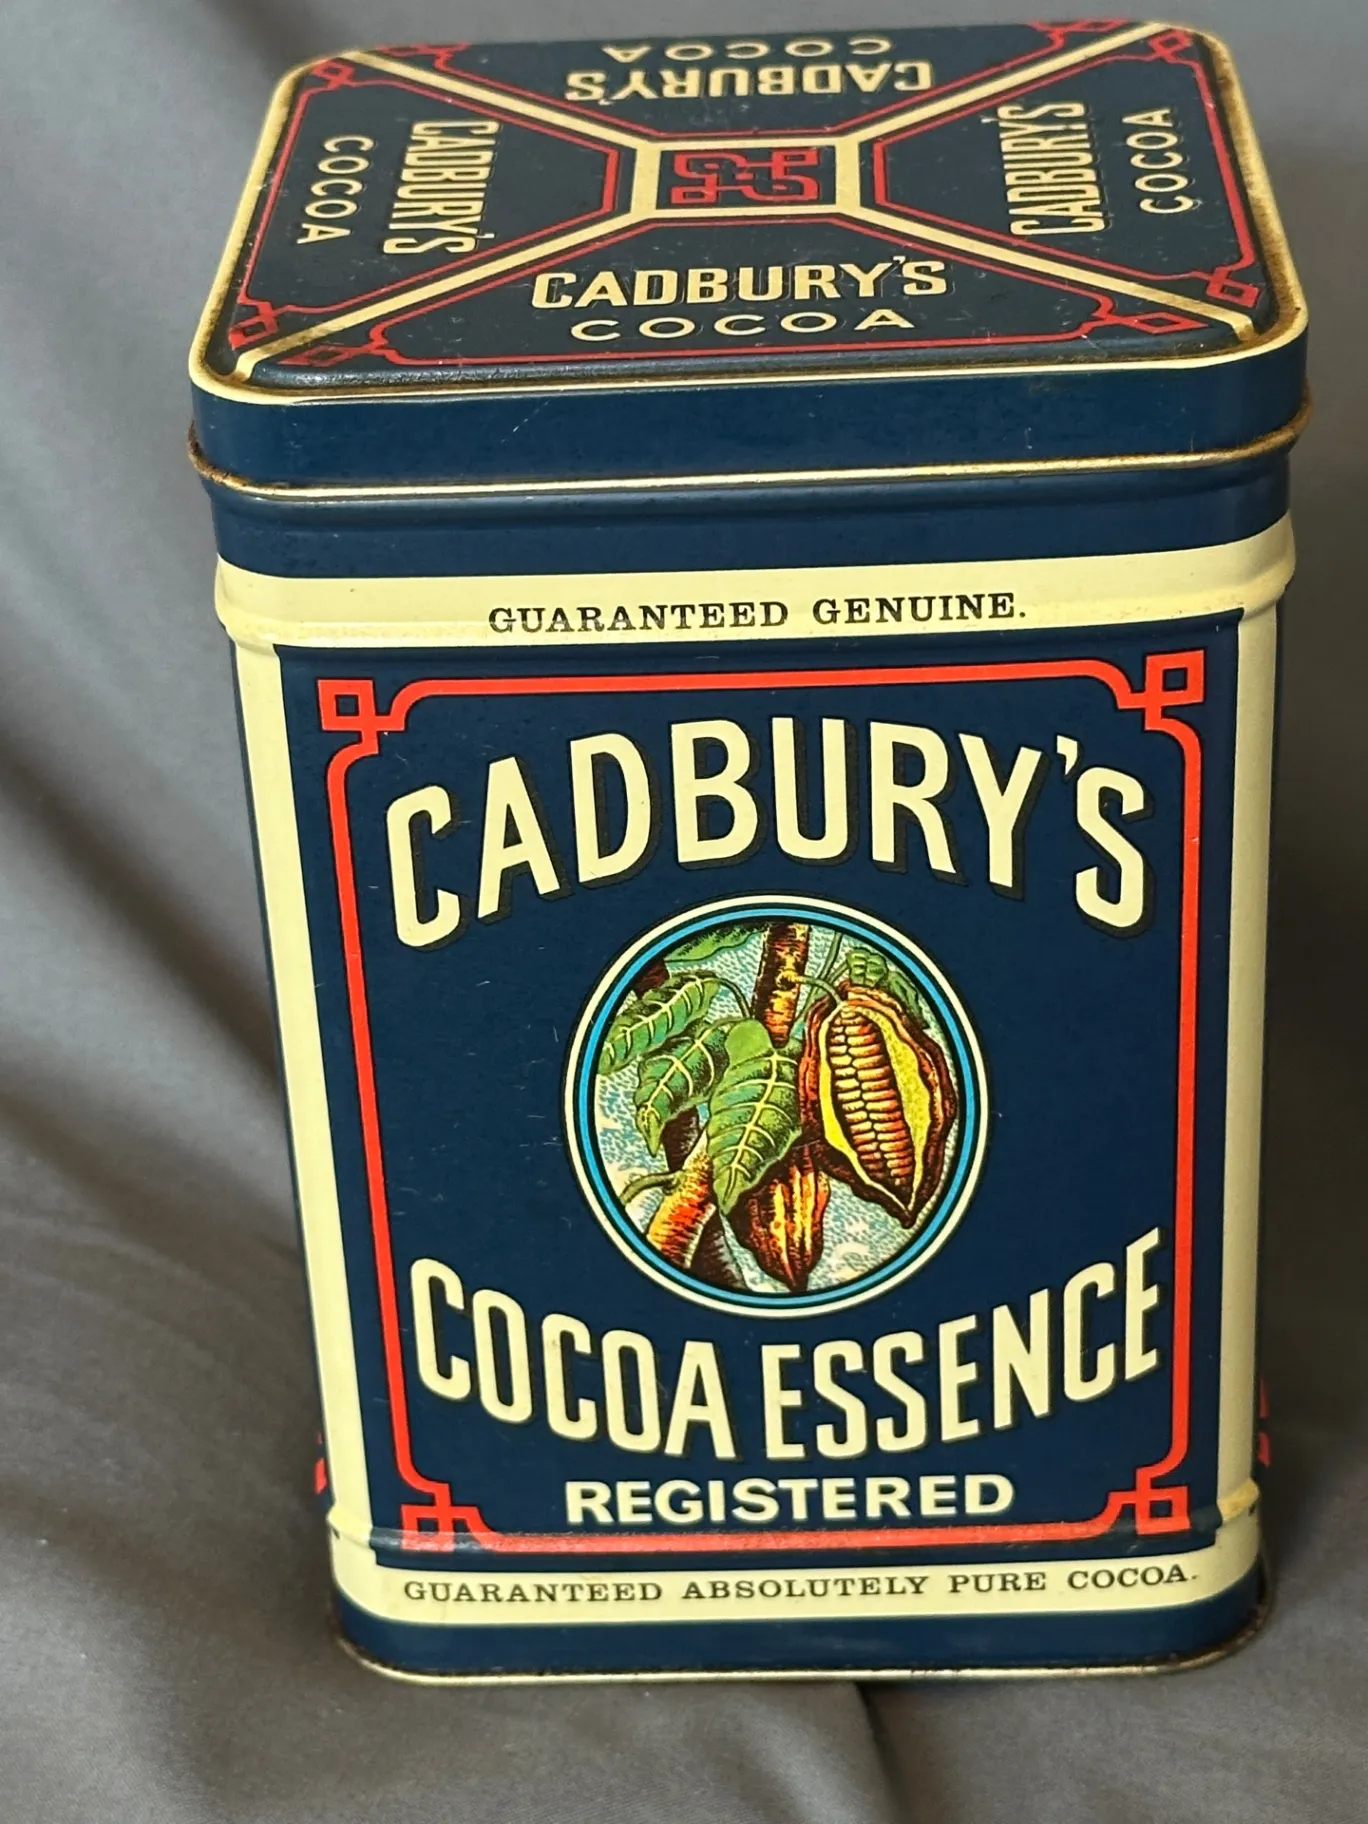 CADBURY'S
COCOA
CADBURY'S
COCOA
CADBURY'S
COCOA
CADBURY'S
COCOA
GUARANTEED GENUINE.
CADBURY'S
COCOA ESSENCE
REGISTERED
GUARANTEED ABSOLUTELY PURE COCOA.